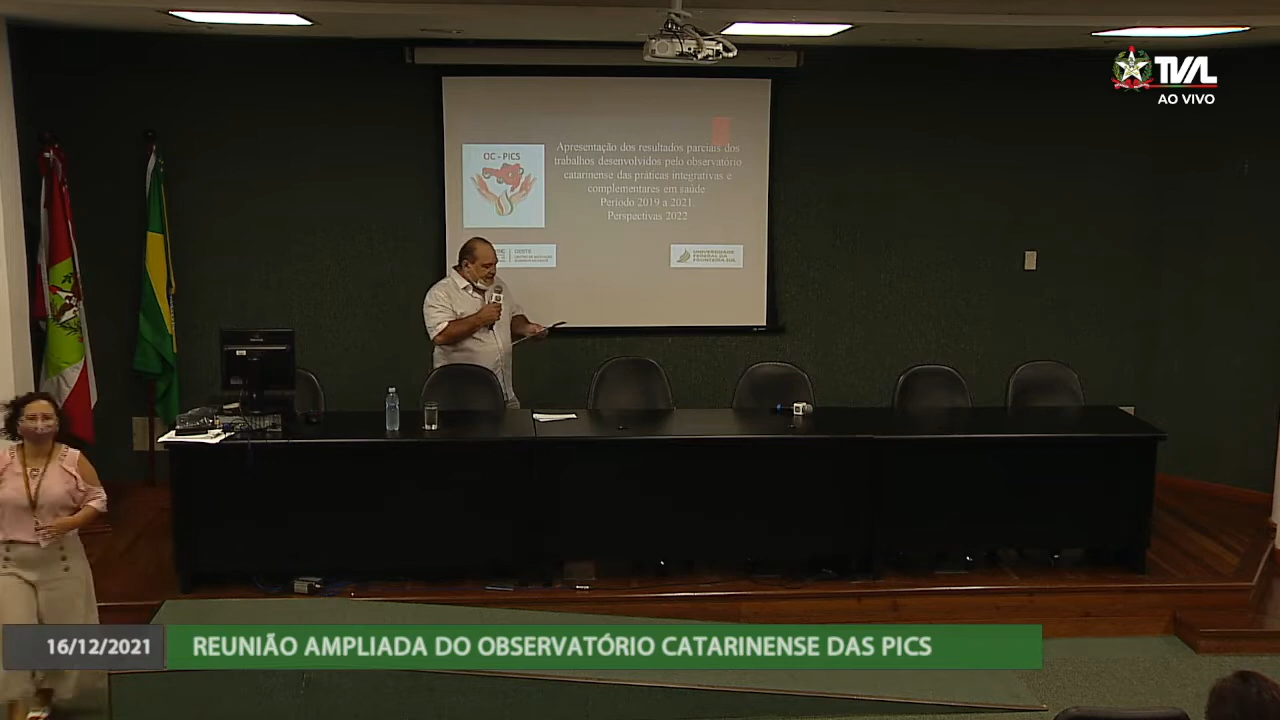 TVAL
AO VIVO
OC - PICS
Apresentação dos resultados parciais dos
trabalhos desenvolvidos pelo observatório
catarinense das práticas integrativas e
complementares em saúde
Período 2019 a 2021
Perspectivas 2022
OESTE
UNIVERSIDADE
FEDERAL DA
FRONTEIRA SUL
16/12/2021
REUNIÃO AMPLIADA DO OBSERVATÓRIO CATARINENSE DAS PICS